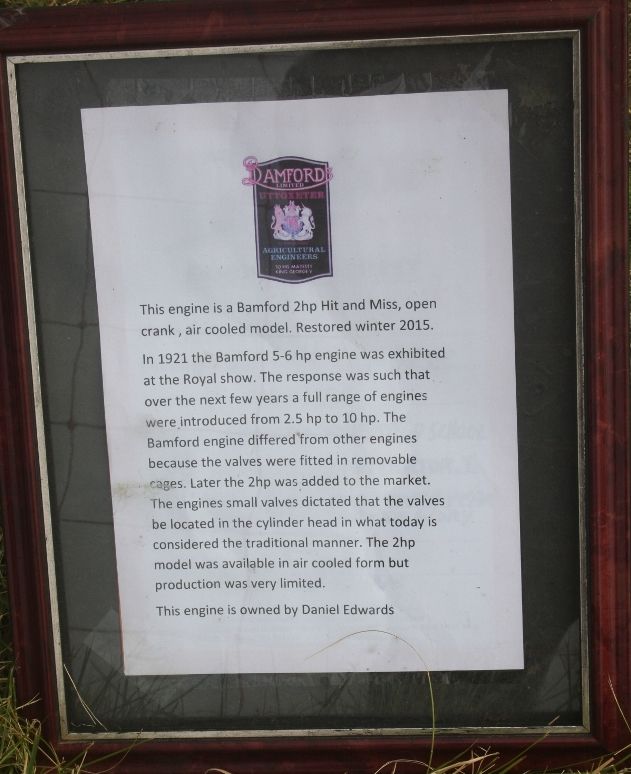 BAMFORDS
LIMITED
UTTOXETER
AGRICULTURAL
ENGINEERS
TO HIS MAJESTY
KING GEORGE V
This engine is a Bamford 2hp Hit and Miss, open
crank , air cooled model. Restored winter 2015.
In 1921 the Bamford 5-6 hp engine was exhibited
at the Royal show. The response was such that
over the next few years a full range of engines
were introduced from 2.5 hp to 10 hp. The
Bamford engine differed from other engines
because the valves were fitted in removable
cages. Later the 2hp was added to the market.
The engines small valves dictated that the valves
be located in the cylinder head in what today is
considered the traditional manner. The 2hp
model was available in air cooled form but
production was very limited.
This engine is owned by Daniel Edwards